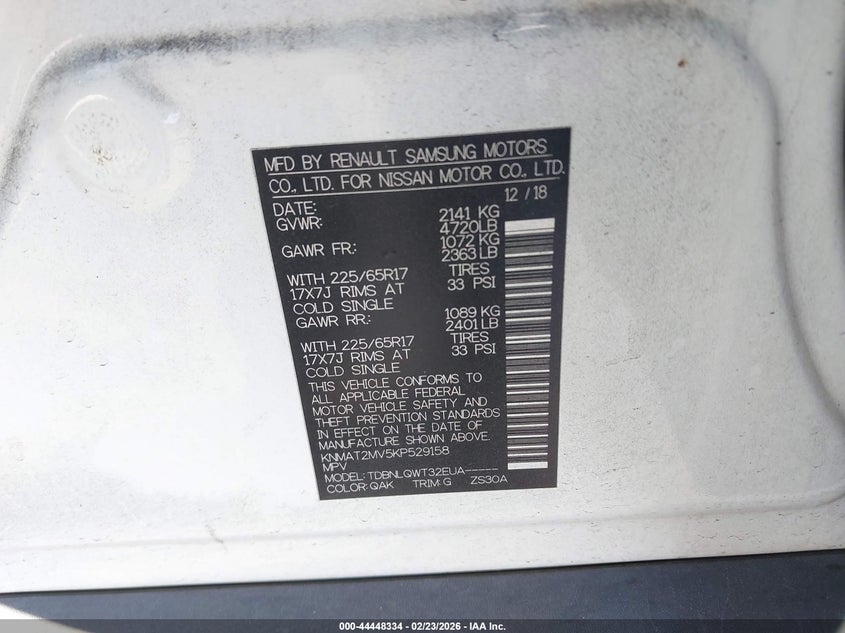 MFD BY RENAULT SAMSUNG MOTORS
CO., LTD. FOR NISSAN MOTOR CO., LTD.
DATE: 12 / 18
GVWR: 2141 KG
4720LB
GAWR FR: 1072 KG
2363LB
WITH 225/65R17 TIRES
17X7J RIMS AT 33 PSI
COLD SINGLE
GAWR RR: 1089 KG
2401LB
WITH 225/65R17 TIRES
17X7J RIMS AT 33 PSI
COLD SINGLE
THIS VEHICLE CONFORMS TO
ALL APPLICABLE FEDERAL
MOTOR VEHICLE SAFETY AND
THEFT PREVENTION STANDARDS
IN EFFECT ON THE DATE OF
MANUFACTURE SHOWN ABOVE.
KNMAT2MV5KP529158
MPV
MODEL: TDBNLQWT32EUA-----
COLOR: QAK TRIM: G ZS30A
000-44448334 - 02/23/2026 - IAA Inc.